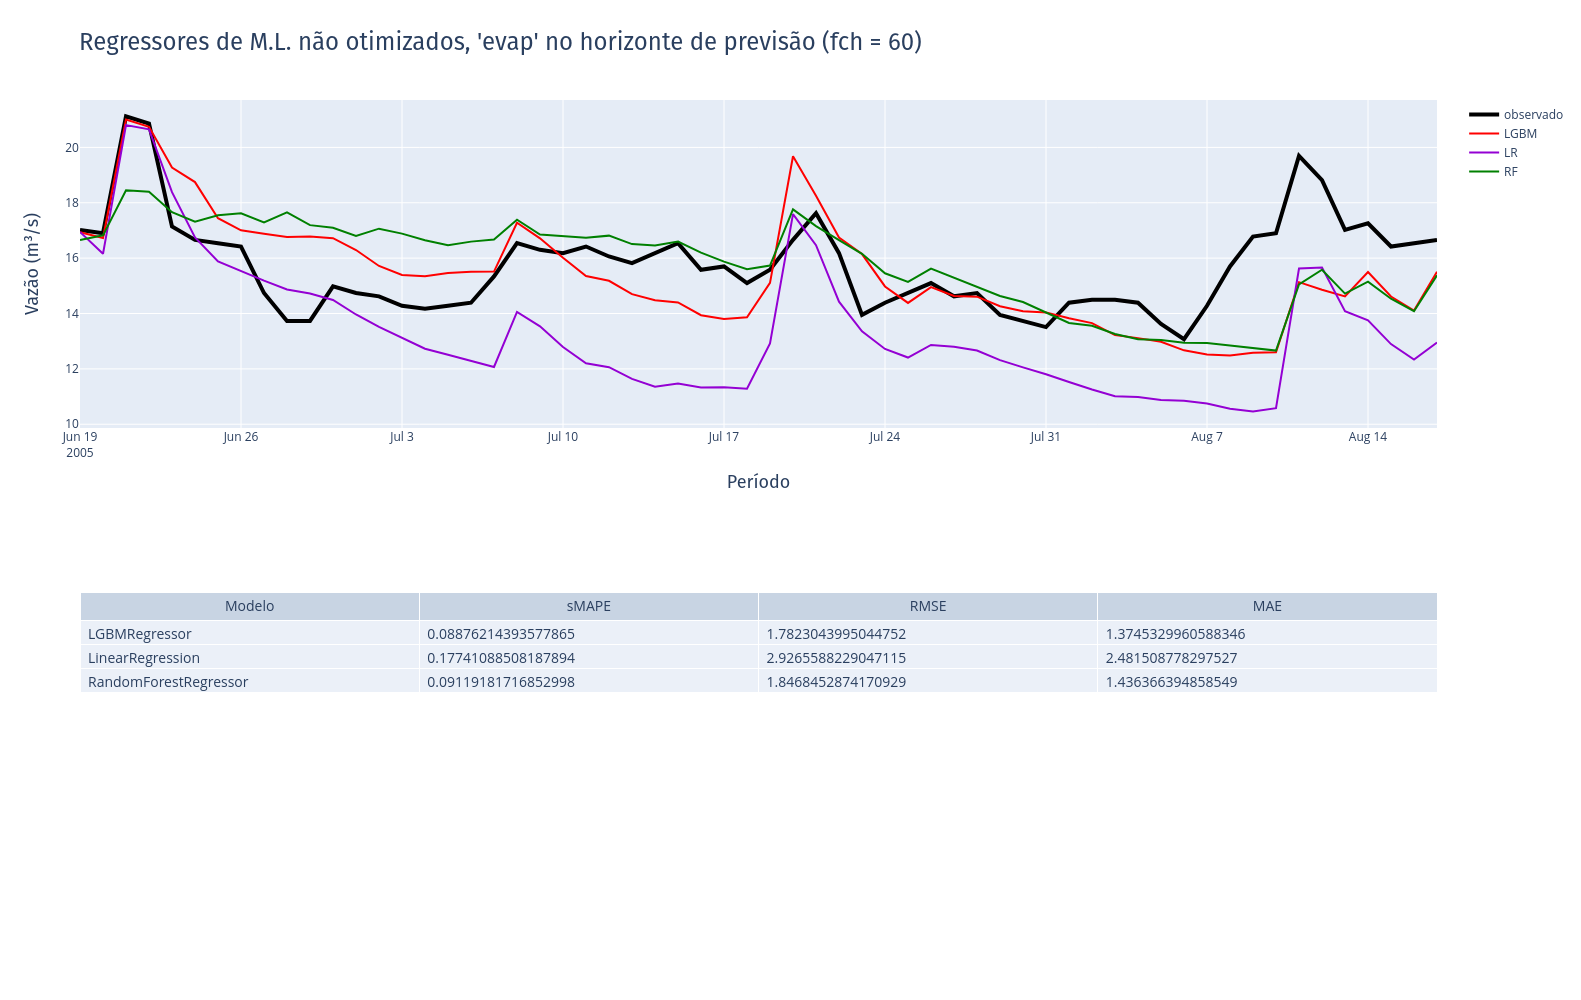 Regressores de M.L. não otimizados, 'evap' no horizonte de previsão (fch = 60)
observado
LGBM
LR
RF
Vazão (m³/s)
20
18
16
14
12
10
Jun 19 Jun 26 Jul 3 Jul 10 Jul 17 Jul 24 Jul 31 Aug 7 Aug 14
2005
Período
Modelo sMAPE RMSE MAE
LGBMRegressor 0.08876214393577865 1.7823043995044752 1.3745329960588346
LinearRegression 0.17741088508187894 2.9265588229047115 2.481508778297527
RandomForestRegressor 0.09119181716852998 1.8468452874170929 1.436366394858549